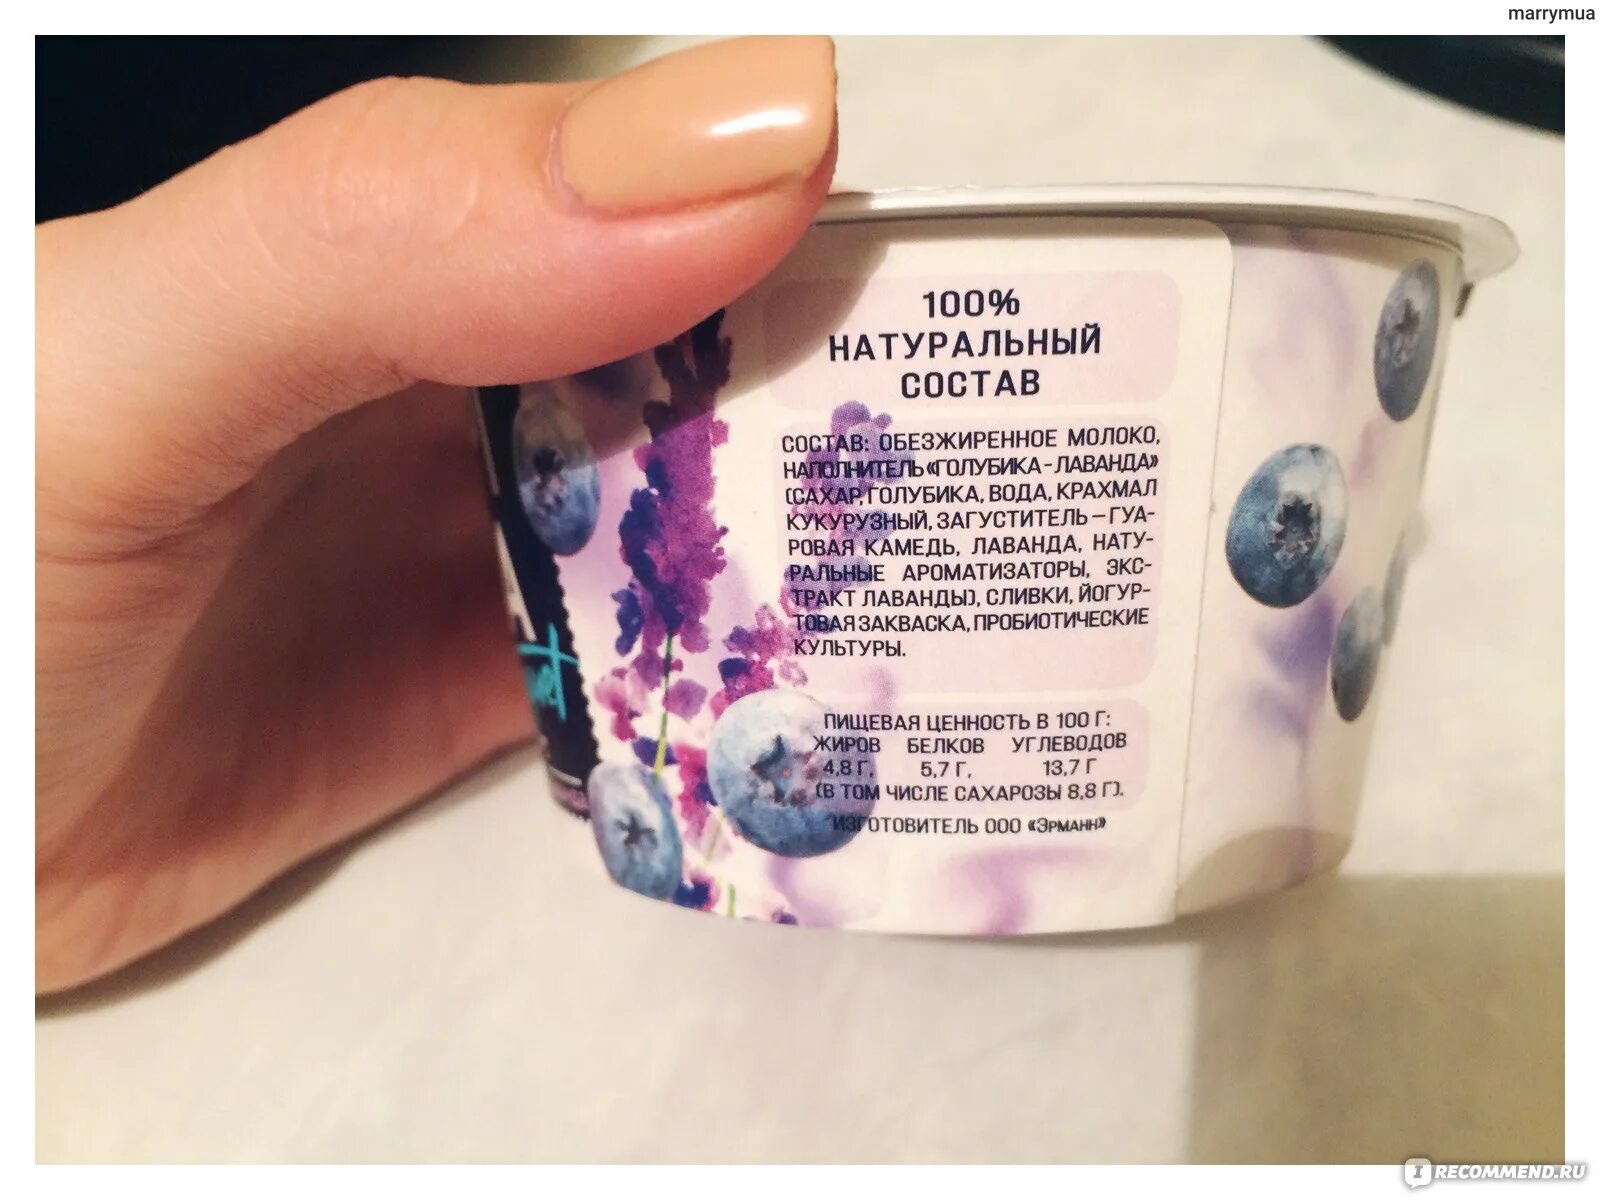 marrymua
100%
НАТУРАЛЬНЫЙ
СОСТАВ
СОСТАВ: ОБЕЗЖИРЕННОЕ МОЛОКО,
НАПОЛНИТЕЛЬ «ГОЛУБИКА-ЛАВАНДА»
(САХАР, ГОЛУБИКА, ВОДА, КРАХМАЛ
КУКУРУЗНЫЙ, ЗАГУСТИТЕЛЬ – ГУА-
РОВАЯ КАМЕДЬ, ЛАВАНДА, НАТУ-
РАЛЬНЫЕ АРОМАТИЗАТОРЫ, ЭКС-
ТРАКТ ЛАВАНДЫ), СЛИВКИ, ЙОГУР-
ТОВАЯ ЗАКВАСКА, ПРОБИОТИЧЕСКИЕ
КУЛЬТУРЫ.
ПИЩЕВАЯ ЦЕННОСТЬ В 100 Г:
ЖИРОВ БЕЛКОВ УГЛЕВОДОВ
4,8 Г, 5,7 Г, 13,7 Г
(В ТОМ ЧИСЛЕ САХАРОЗЫ 8,8 Г).
ИЗГОТОВИТЕЛЬ ООО «ЭРМАНН»
RECOMMEND.RU